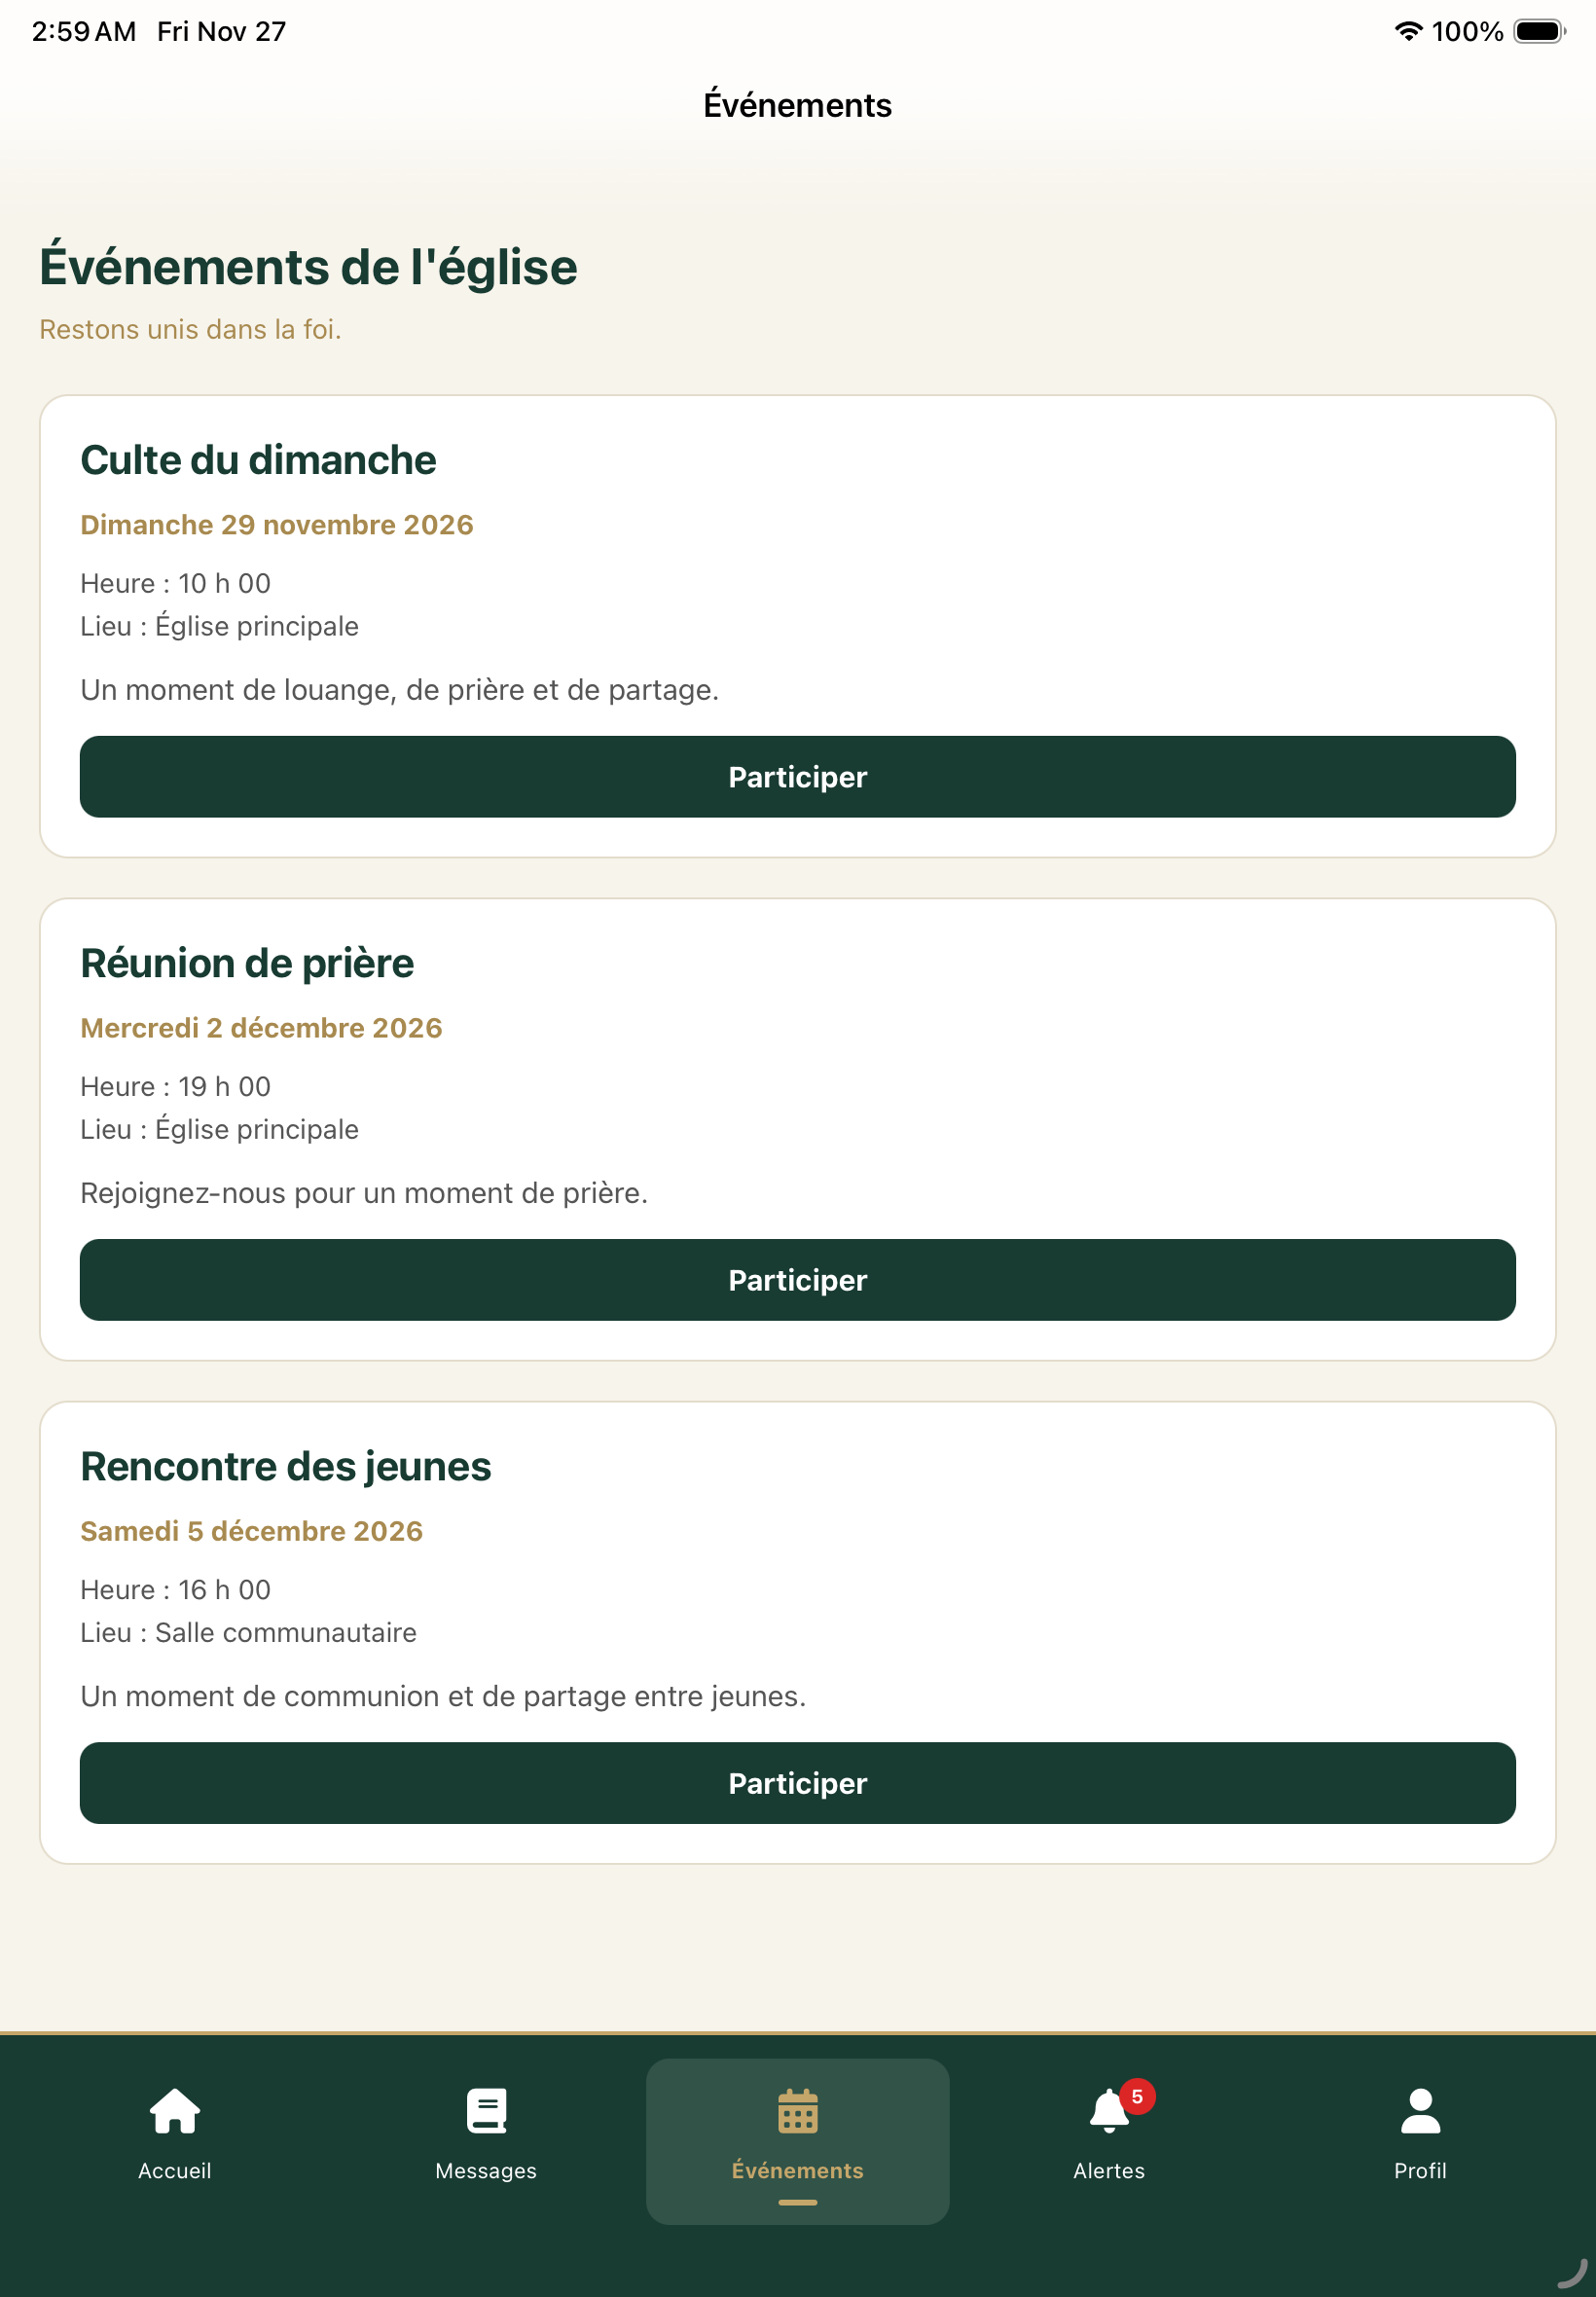 2:59 AM Fri Nov 27
100%
Événements
Événements de l'église
Restons unis dans la foi.
Culte du dimanche
Dimanche 29 novembre 2026
Heure : 10 h 00
Lieu : Église principale
Un moment de louange, de prière et de partage.
Participer
Réunion de prière
Mercredi 2 décembre 2026
Heure : 19 h 00
Lieu : Église principale
Rejoignez-nous pour un moment de prière.
Participer
Rencontre des jeunes
Samedi 5 décembre 2026
Heure : 16 h 00
Lieu : Salle communautaire
Un moment de communion et de partage entre jeunes.
Participer
5
Accueil
Messages
Événements
Alertes
Profil